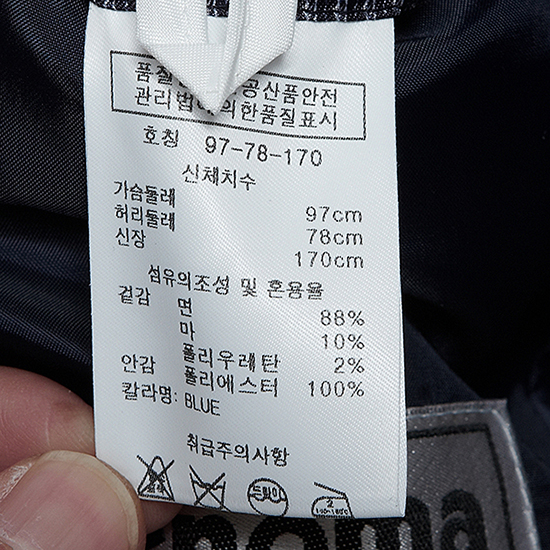 품질 공산품안전
관리법에의한품질표시
호칭 97-78-170
신체치수
가슴둘레 97cm
허리둘레 78cm
신장 170cm
섬유의조성 및 혼용율
겉감 면 88%
마 10%
폴리우레탄 2%
안감 폴리에스터 100%
칼라명: BLUE
취급주의사항
드라이
2